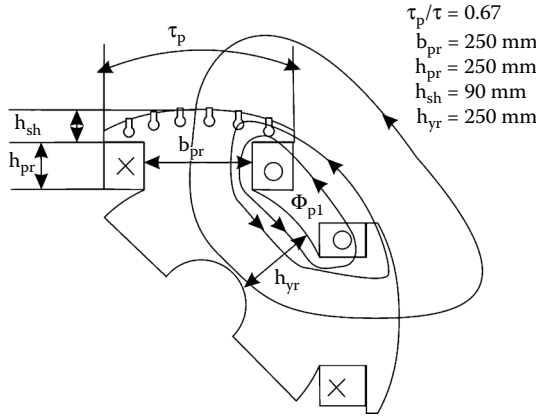 τp
τp/τ = 0.67
bpr = 250 mm
hpr = 250 mm
hsh = 90 mm
hyr = 250 mm
hsh
bpr
hpr
Φp1
hyr